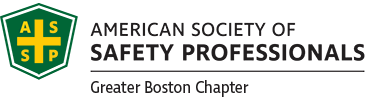 A S
S P
AMERICAN SOCIETY OF
SAFETY PROFESSIONALS
Greater Boston Chapter